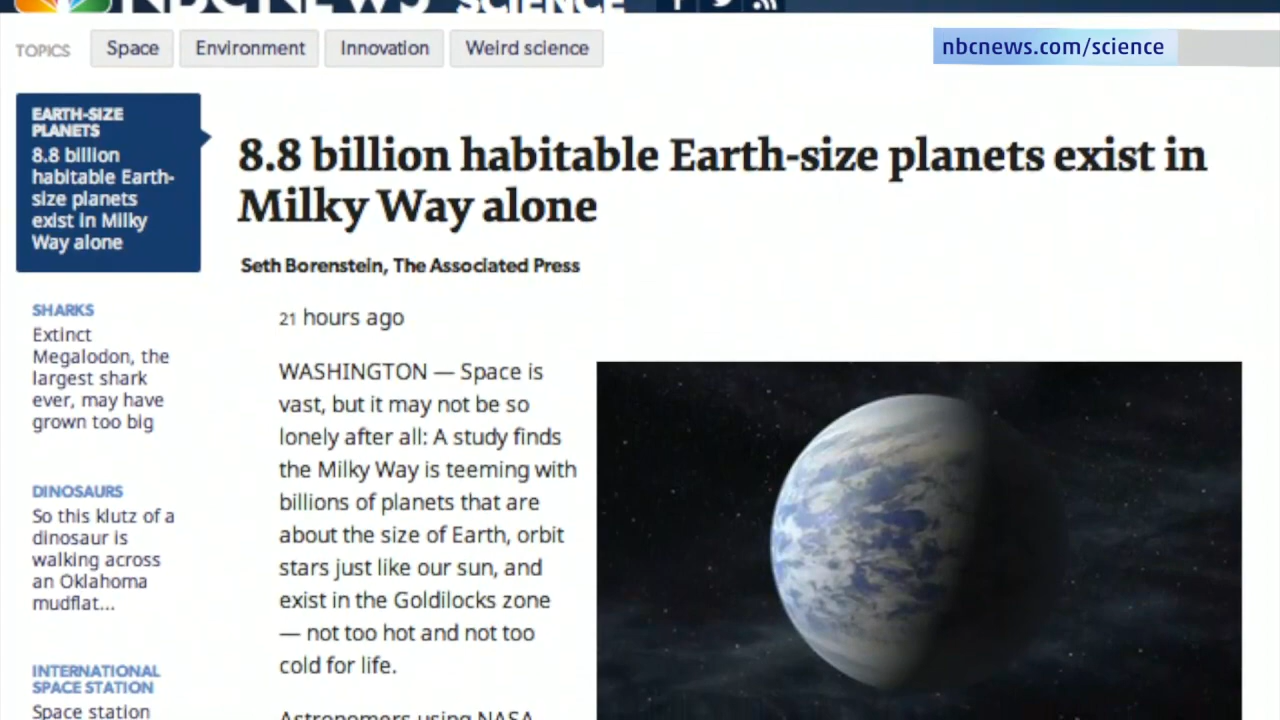 NBC NEWS SCIENCE
TOPICS
Space
Environment
Innovation
Weird science
nbcnews.com/science
EARTH-SIZE
PLANETS
8.8 billion
habitable Earth-
size planets
exist in Milky
Way alone
8.8 billion habitable Earth-size planets exist in
Milky Way alone
Seth Borenstein, The Associated Press
21 hours ago
SHARKS
Extinct
Megalodon, the
largest shark
ever, may have
grown too big
DINOSAURS
So this klutz of a
dinosaur is
walking across
an Oklahoma
mudflat...
INTERNATIONAL
SPACE STATION
Space station
WASHINGTON — Space is
vast, but it may not be so
lonely after all: A study finds
the Milky Way is teeming with
billions of planets that are
about the size of Earth, orbit
stars just like our sun, and
exist in the Goldilocks zone
— not too hot and not too
cold for life.
Astronomers using NASA